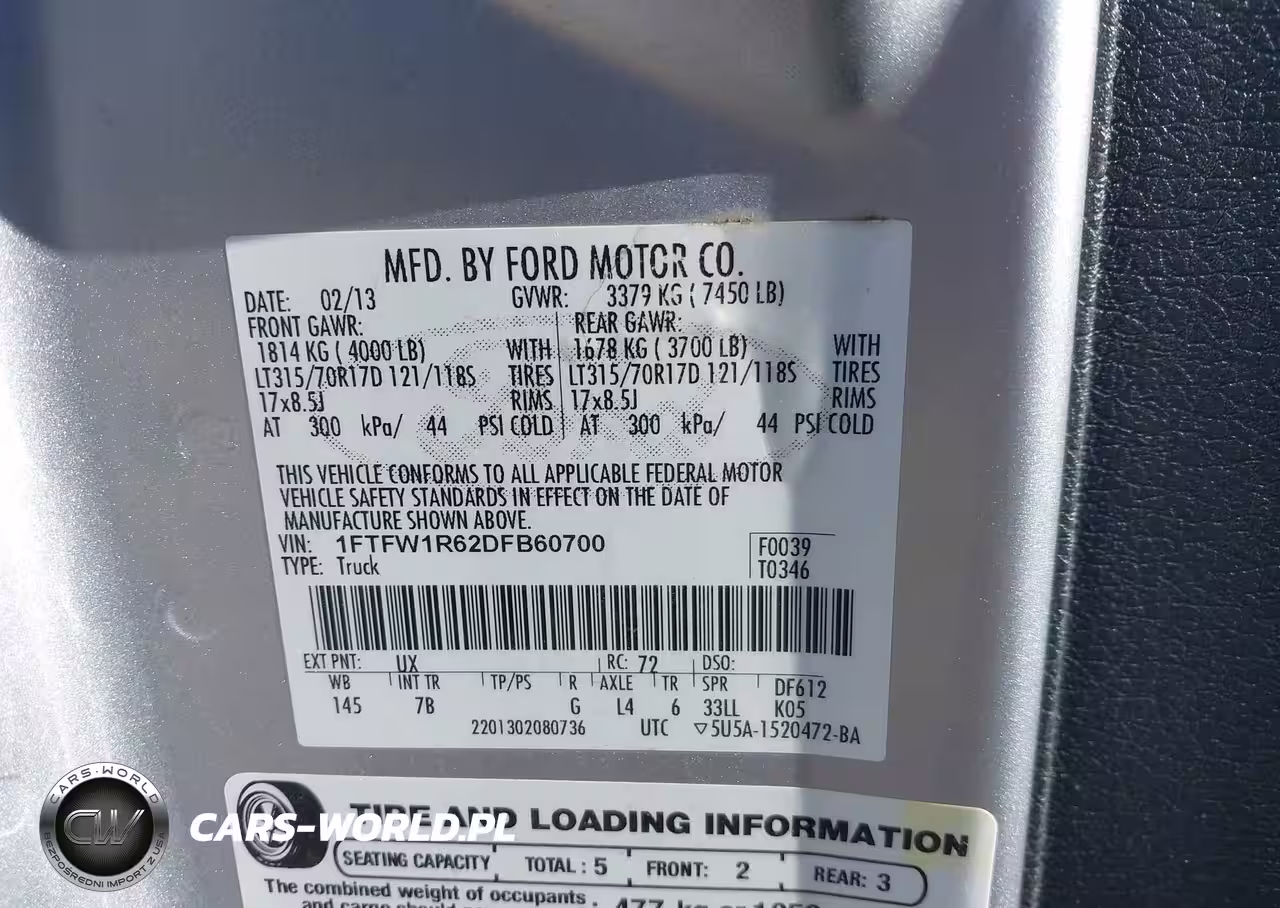 MFD. BY FORD MOTOR CO.
DATE: 02/13 GVWR: 3379 KG ( 7450 LB)
FRONT GAWR: REAR GAWR:
1814 KG ( 4000 LB) WITH 1678 KG ( 3700 LB) WITH
LT315/70R17D 121/118S TIRES LT315/70R17D 121/118S TIRES
17x8.5J RIMS 17x8.5J RIMS
AT 300 kPa/ 44 PSI COLD AT 300 kPa/ 44 PSI COLD
THIS VEHICLE CONFORMS TO ALL APPLICABLE FEDERAL MOTOR
VEHICLE SAFETY STANDARDS IN EFFECT ON THE DATE OF
MANUFACTURE SHOWN ABOVE.
VIN: 1FTFW1R62DFB60700 F0039
TYPE: Truck T0346
EXT PNT: UX RC: 72 DSO:
WB INT TR TP/PS R AXLE TR SPR DF612
145 7B G L4 6 33LL K05
2201302080736 UTC ▽5U5A-1520472-BA
TIRE AND LOADING INFORMATION
SEATING CAPACITY TOTAL : 5 FRONT: 2 REAR: 3
The combined weight of occupants
CARS-WORLD
CW
BEZPOŚREDNI IMPORT Z USA
CARS-WORLD.PL